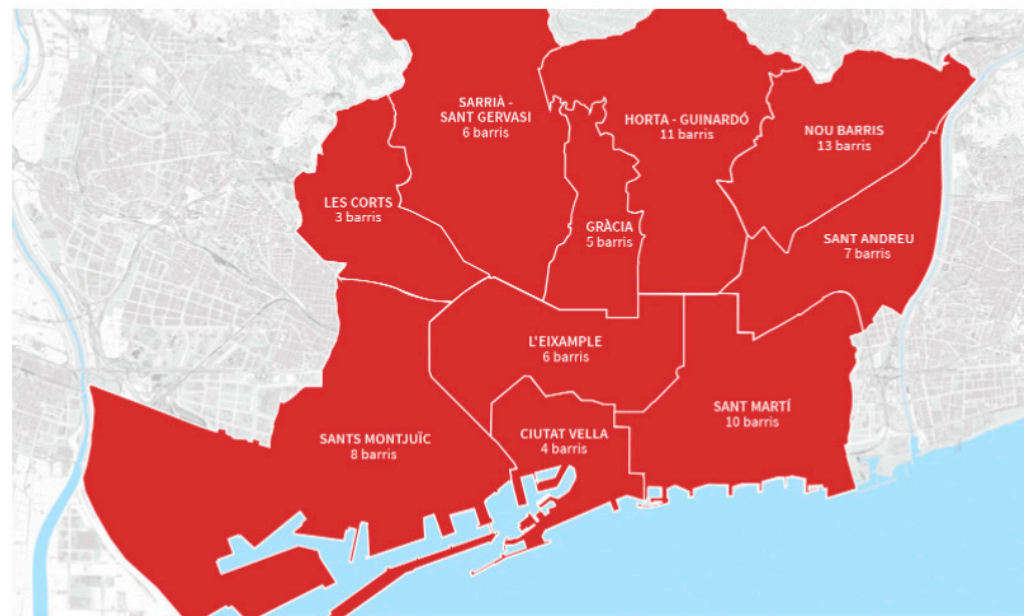 SARRIÀ -
SANT GERVASI
6 barris
HORTA - GUINARDÓ
11 barris
NOU BARRIS
13 barris
LES CORTS
3 barris
GRÀCIA
5 barris
SANT ANDREU
7 barris
L'EIXAMPLE
6 barris
SANT MARTÍ
10 barris
SANTS MONTJUÏC
8 barris
CIUTAT VELLA
4 barris